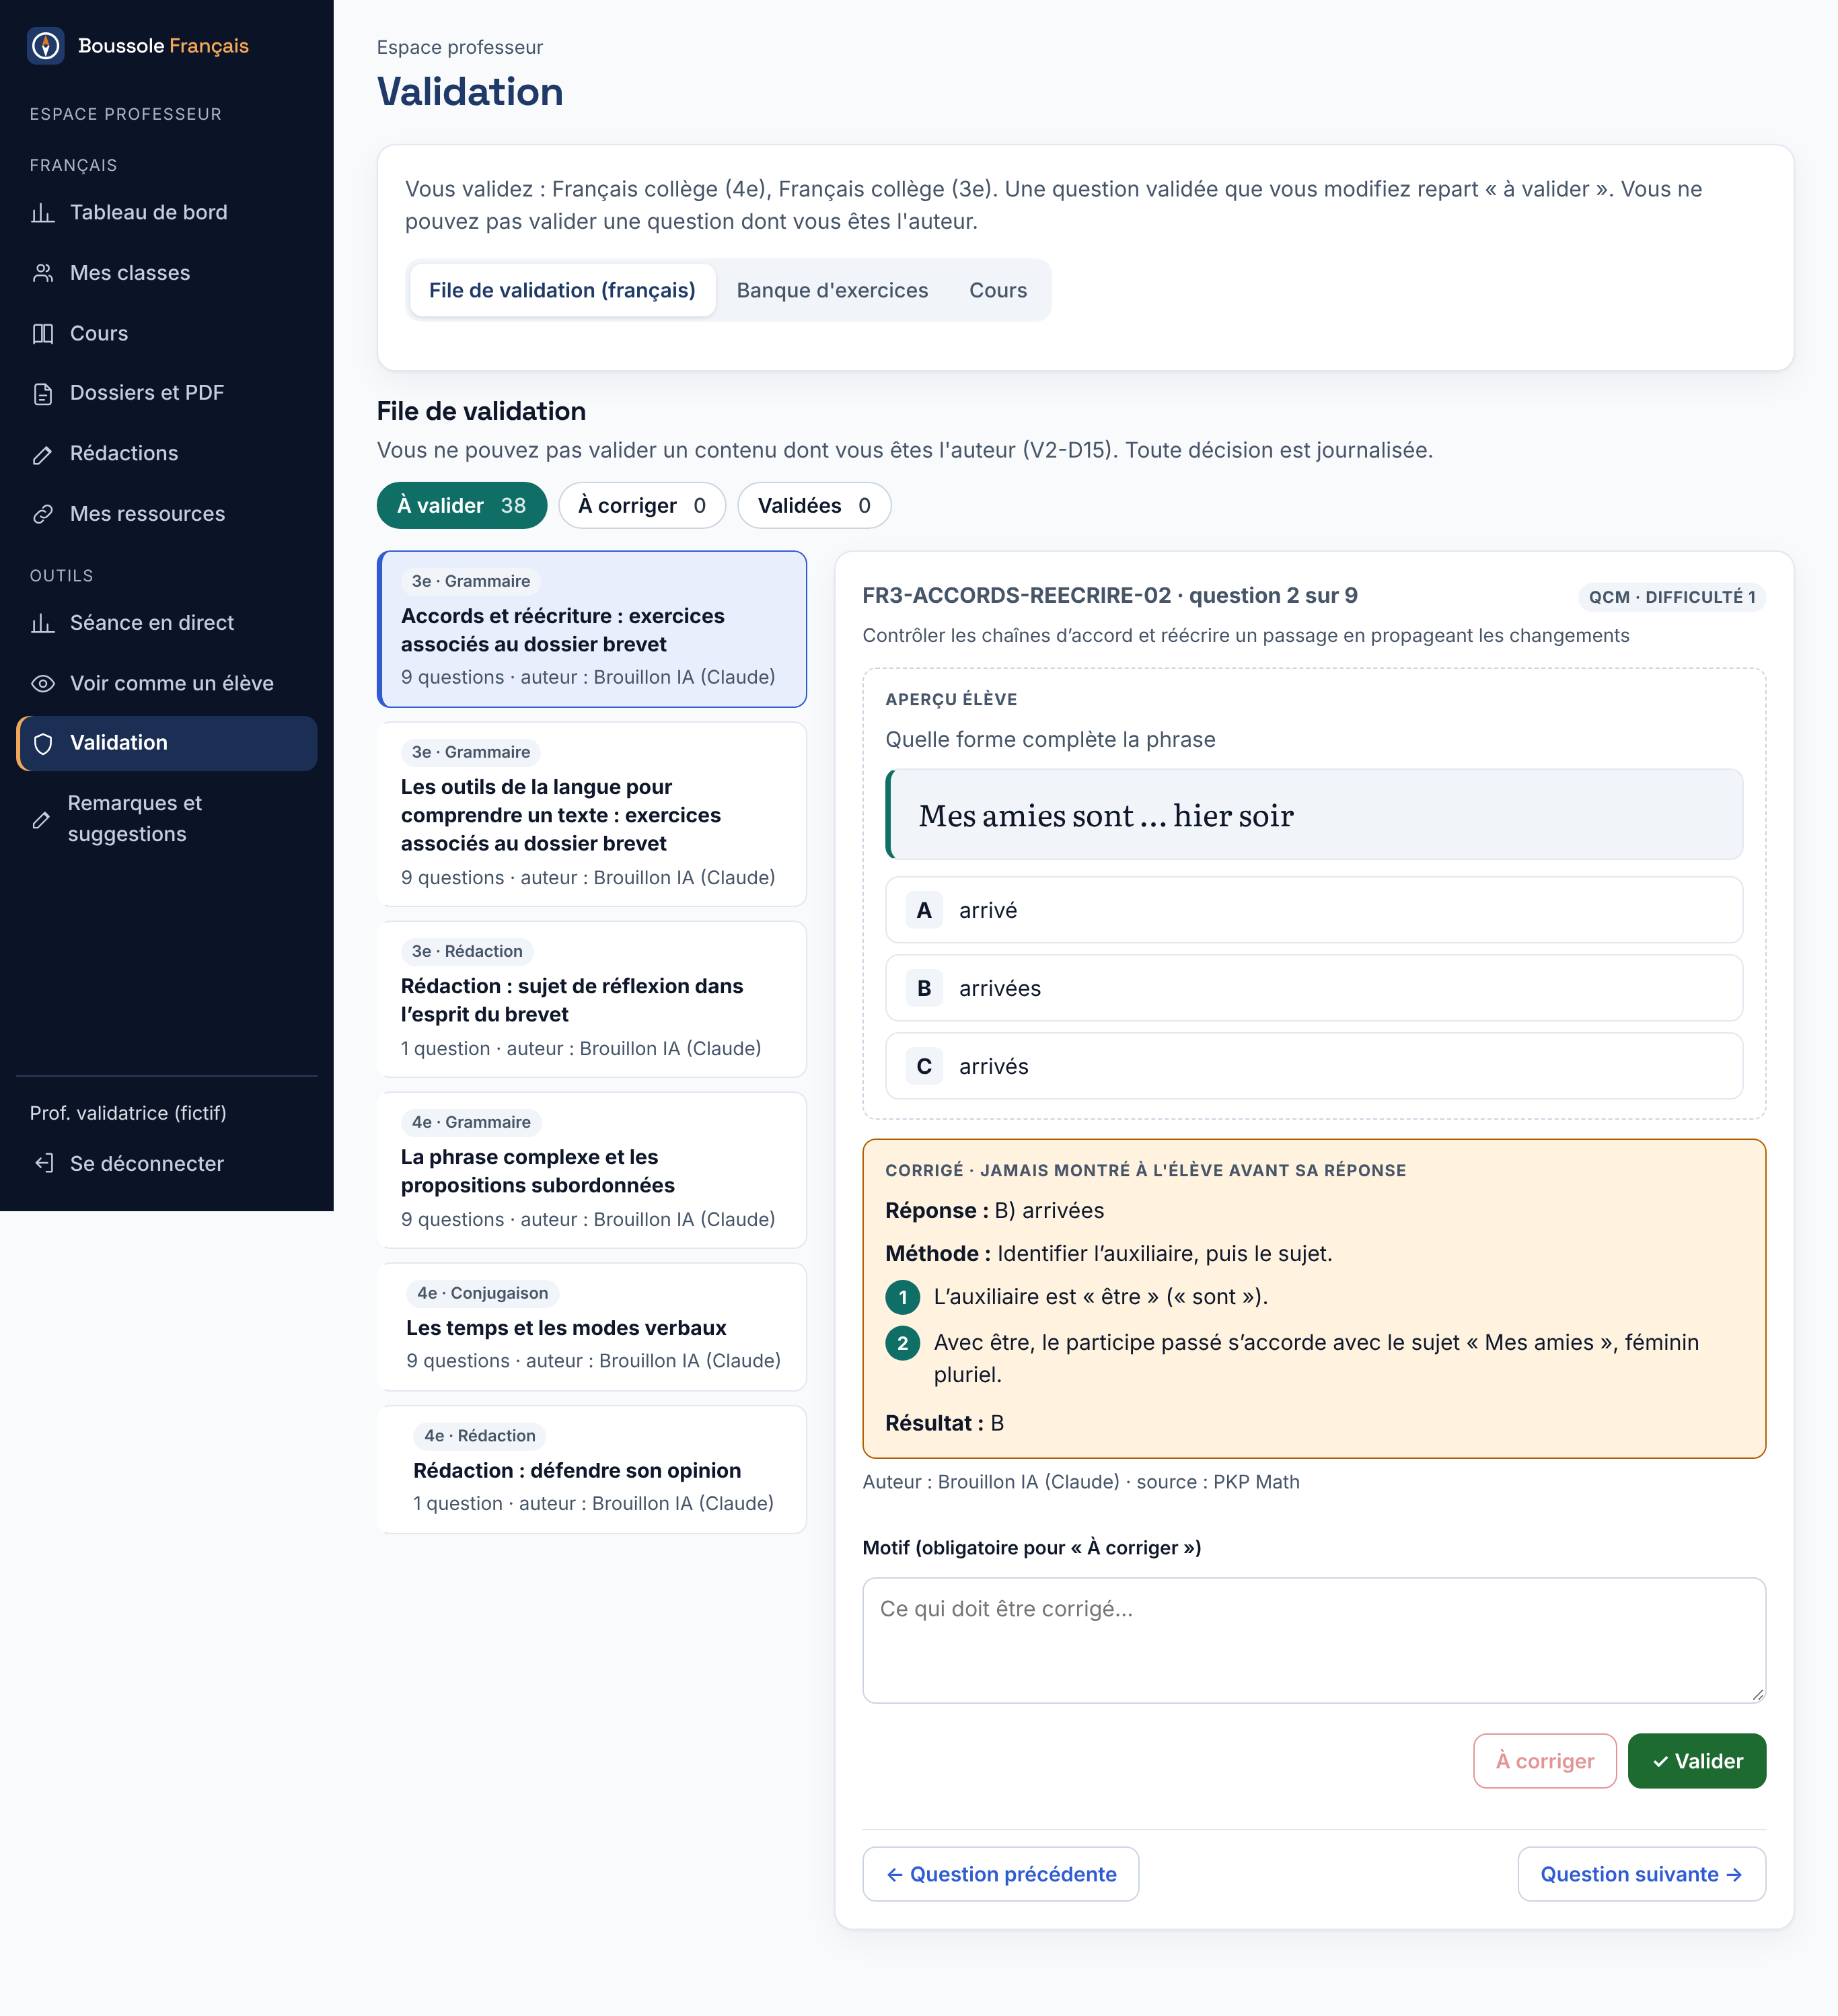 Boussole Français
ESPACE PROFESSEUR
FRANÇAIS
Tableau de bord
Mes classes
Cours
Dossiers et PDF
Rédactions
Mes ressources
OUTILS
Séance en direct
Voir comme un élève
Validation
Remarques et
suggestions
Prof. validatrice (fictif)
Se déconnecter
Espace professeur
Validation
Vous validez : Français collège (4e), Français collège (3e). Une question validée que vous modifiez repart « à valider ». Vous ne
pouvez pas valider une question dont vous êtes l'auteur.
File de validation (français)
Banque d'exercices
Cours
File de validation
Vous ne pouvez pas valider un contenu dont vous êtes l'auteur (V2-D15). Toute décision est journalisée.
À valider 38
À corriger 0
Validées 0
3e · Grammaire
Accords et réécriture : exercices
associés au dossier brevet
9 questions · auteur : Brouillon IA (Claude)
3e · Grammaire
Les outils de la langue pour
comprendre un texte : exercices
associés au dossier brevet
9 questions · auteur : Brouillon IA (Claude)
3e · Rédaction
Rédaction : sujet de réflexion dans
l’esprit du brevet
1 question · auteur : Brouillon IA (Claude)
4e · Grammaire
La phrase complexe et les
propositions subordonnées
9 questions · auteur : Brouillon IA (Claude)
4e · Conjugaison
Les temps et les modes verbaux
9 questions · auteur : Brouillon IA (Claude)
4e · Rédaction
Rédaction : défendre son opinion
1 question · auteur : Brouillon IA (Claude)
FR3-ACCORDS-REECRIRE-02 · question 2 sur 9
QCM · DIFFICULTÉ 1
Contrôler les chaînes d’accord et réécrire un passage en propageant les changements
APERÇU ÉLÈVE
Quelle forme complète la phrase
Mes amies sont … hier soir
A arrivé
B arrivées
C arrivés
CORRIGÉ · JAMAIS MONTRÉ À L'ÉLÈVE AVANT SA RÉPONSE
Réponse : B) arrivées
Méthode : Identifier l’auxiliaire, puis le sujet.
1 L’auxiliaire est « être » (« sont »).
2 Avec être, le participe passé s’accorde avec le sujet « Mes amies », féminin
pluriel.
Résultat : B
Auteur : Brouillon IA (Claude) · source : PKP Math
Motif (obligatoire pour « À corriger »)
Ce qui doit être corrigé…
À corriger
✓ Valider
← Question précédente
Question suivante →